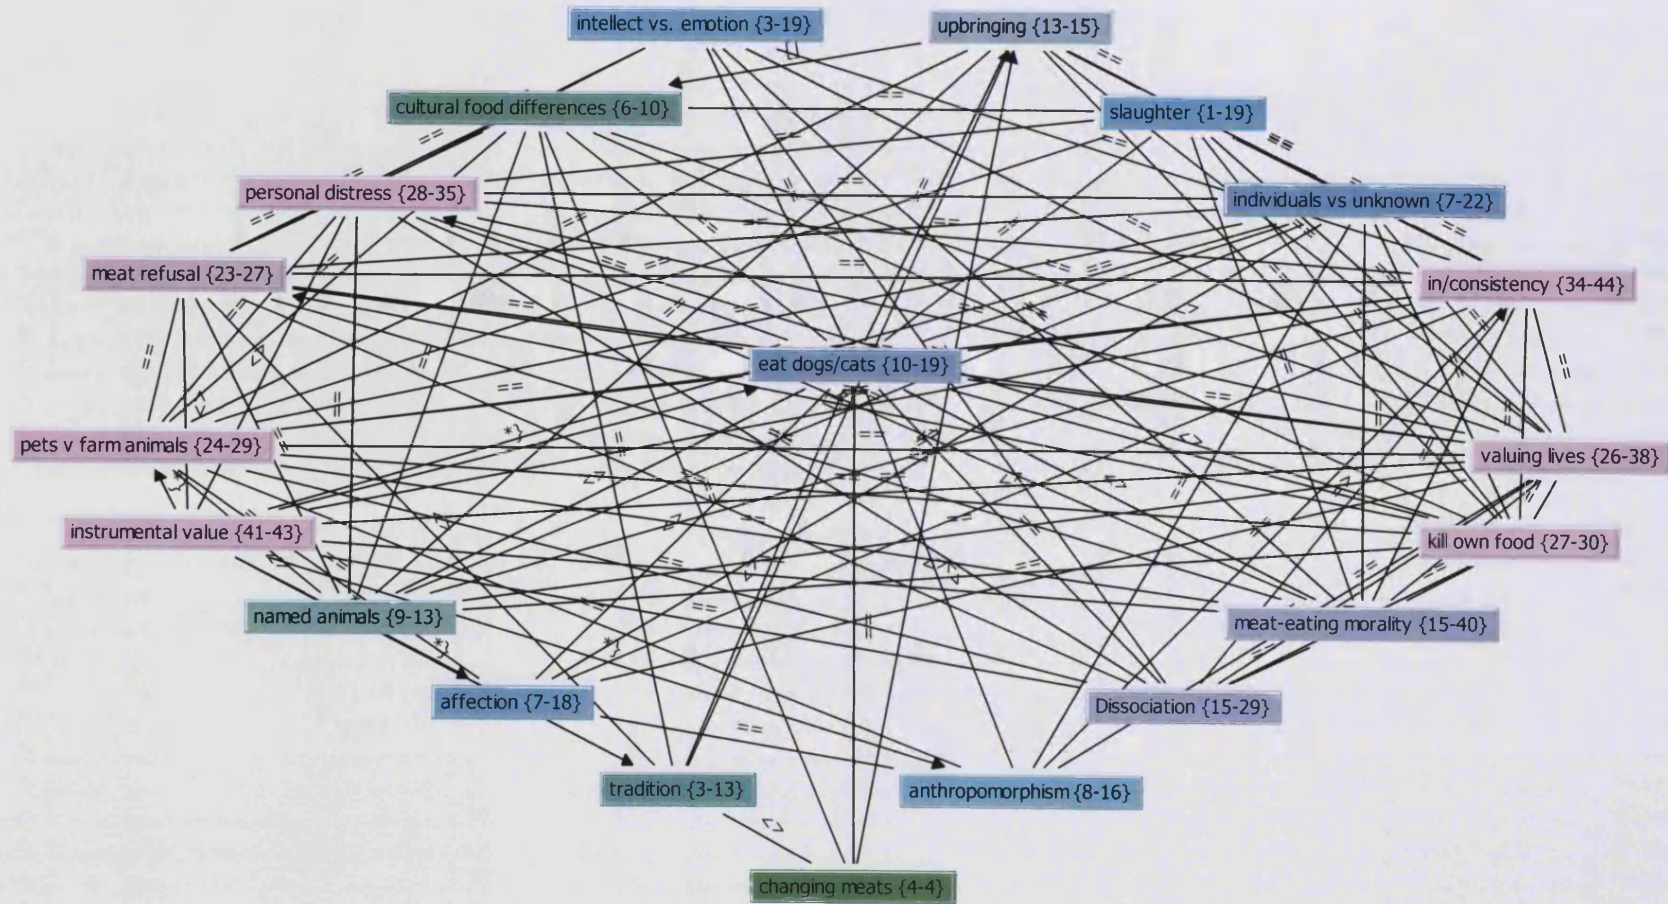 intellect vs. emotion {3-19}
upbringing {13-15}
cultural food differences {6-10}
slaughter {1-19}
personal distress {28-35}
individuals vs unknown {7-22}
meat refusal {23-27}
in/consistency {34-44}
eat dogs/cats {10-19}
pets v farm animals {24-29}
valuing lives {26-38}
instrumental value {41-43}
kill own food {27-30}
named animals {9-13}
meat-eating morality {15-40}
affection {7-18}
Dissociation {15-29}
tradition {3-13}
anthropomorphism {8-16}
changing meats {4-4}